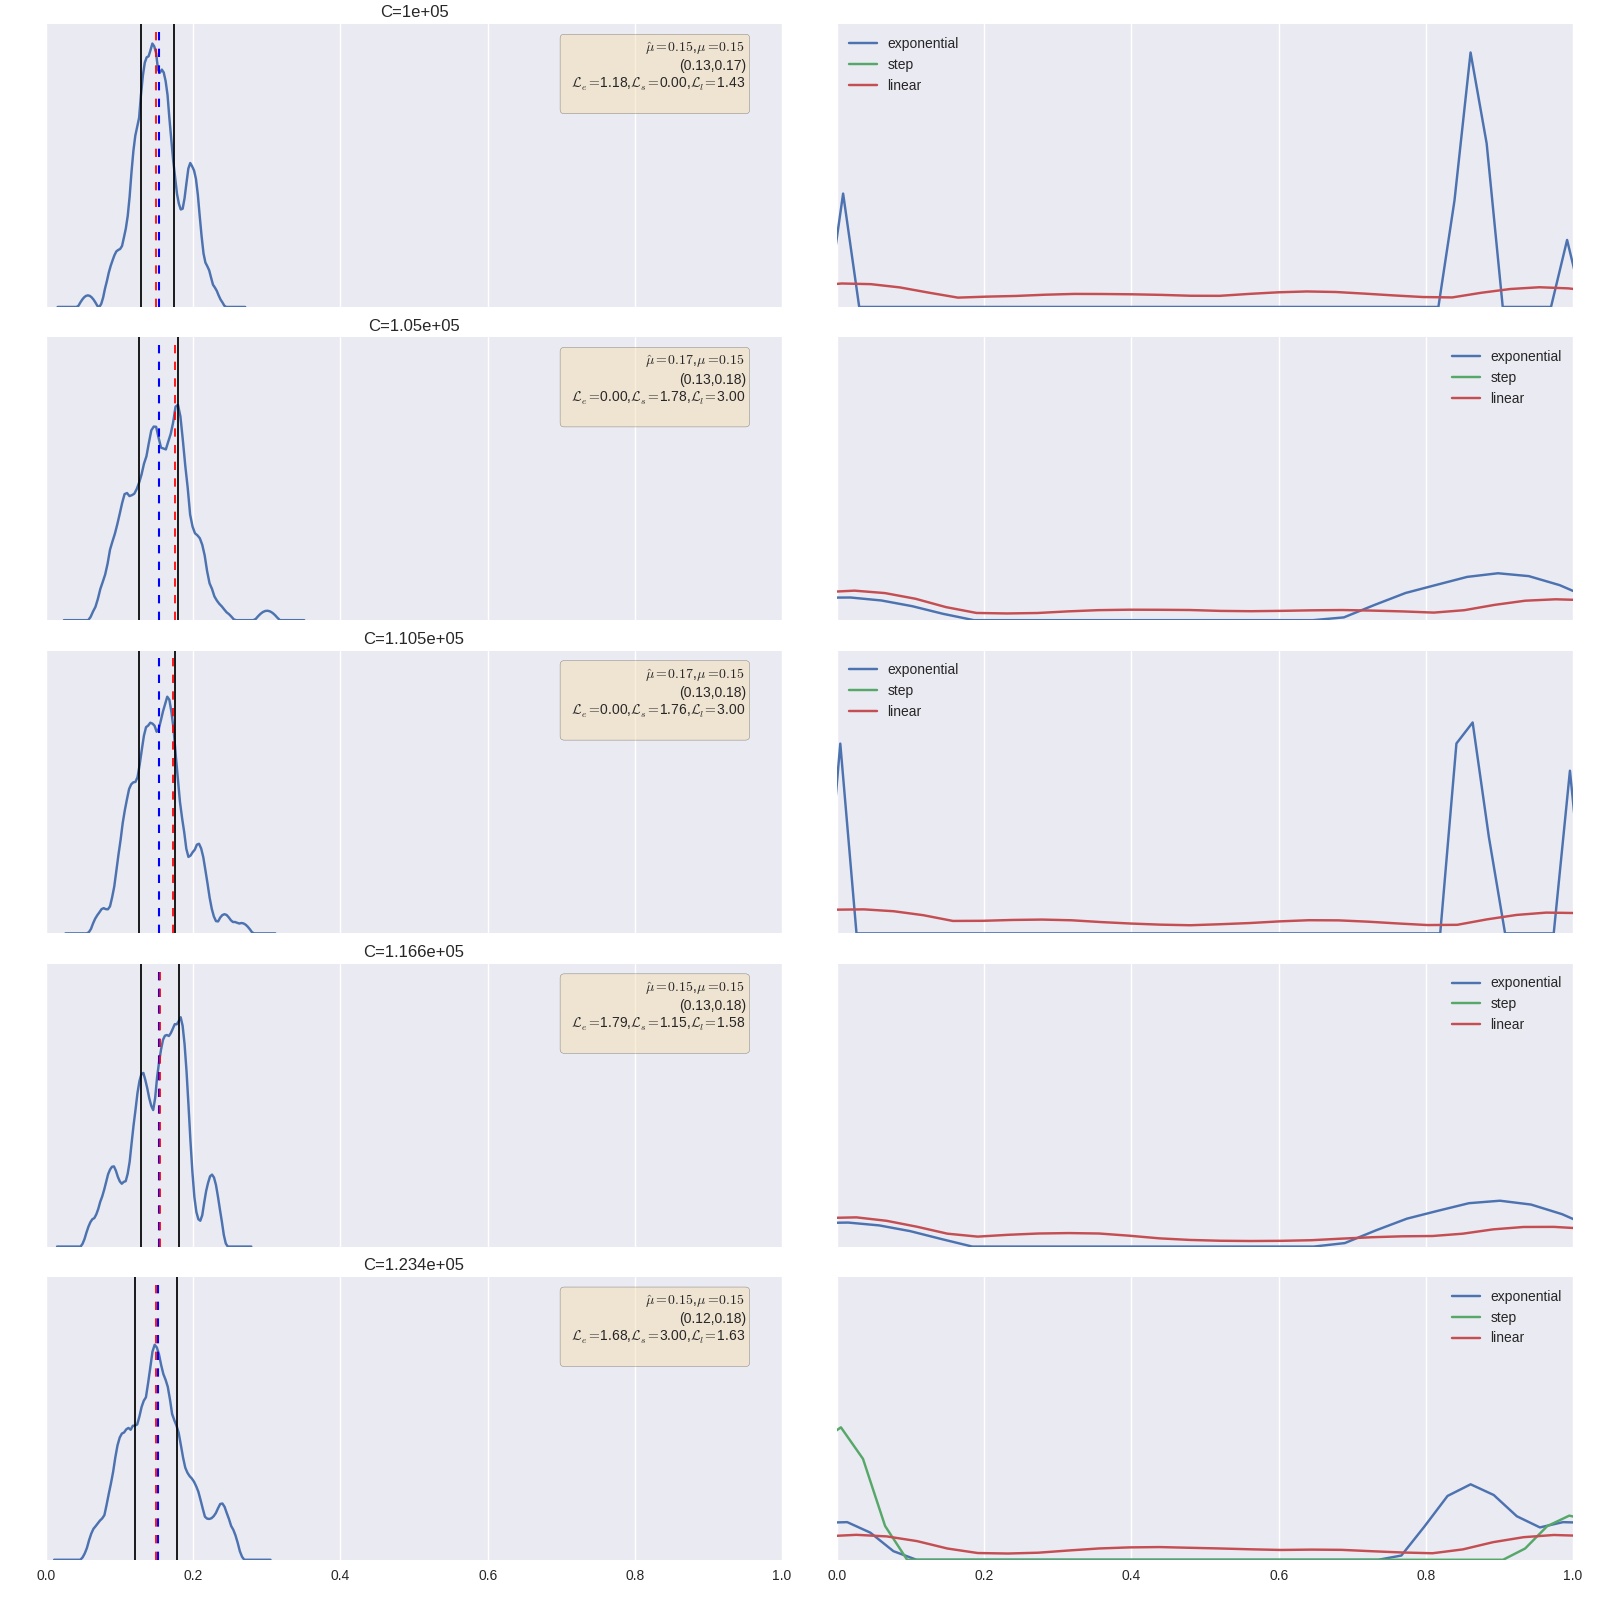 C=1e+05
μ̂=0.15,μ=0.15
(0.13,0.17)
ℒₑ=1.18,ℒₛ=0.00,ℒₗ=1.43
exponential
step
linear
C=1.05e+05
μ̂=0.17,μ=0.15
(0.13,0.18)
ℒₑ=0.00,ℒₛ=1.78,ℒₗ=3.00
exponential
step
linear
C=1.105e+05
μ̂=0.17,μ=0.15
(0.13,0.18)
ℒₑ=0.00,ℒₛ=1.76,ℒₗ=3.00
exponential
step
linear
C=1.166e+05
μ̂=0.15,μ=0.15
(0.13,0.18)
ℒₑ=1.79,ℒₛ=1.15,ℒₗ=1.58
exponential
step
linear
C=1.234e+05
μ̂=0.15,μ=0.15
(0.12,0.18)
ℒₑ=1.68,ℒₛ=3.00,ℒₗ=1.63
exponential
step
linear
0.0 0.2 0.4 0.6 0.8 1.0
0.0 0.2 0.4 0.6 0.8 1.0